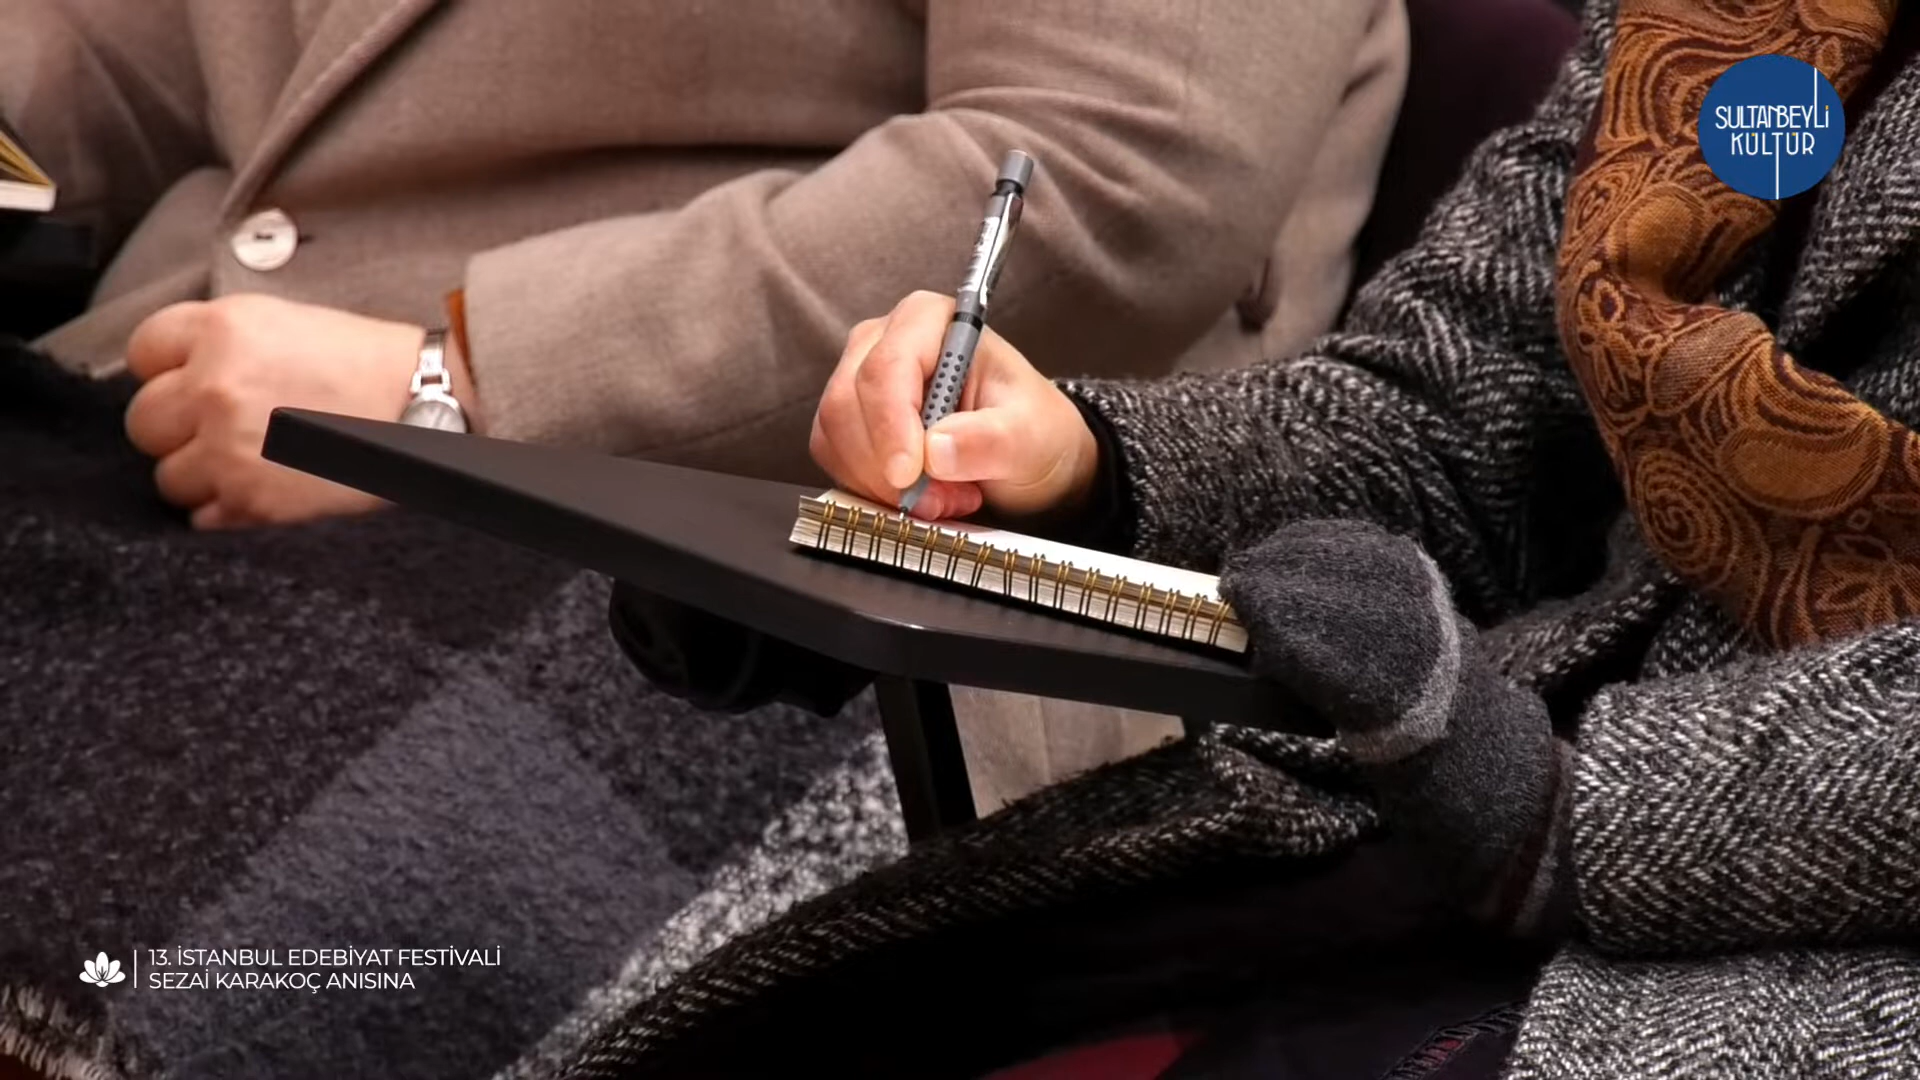 SULTANBEYLİ
KÜLTÜR
13. İSTANBUL EDEBİYAT FESTİVALİ
SEZAİ KARAKOÇ ANISINA